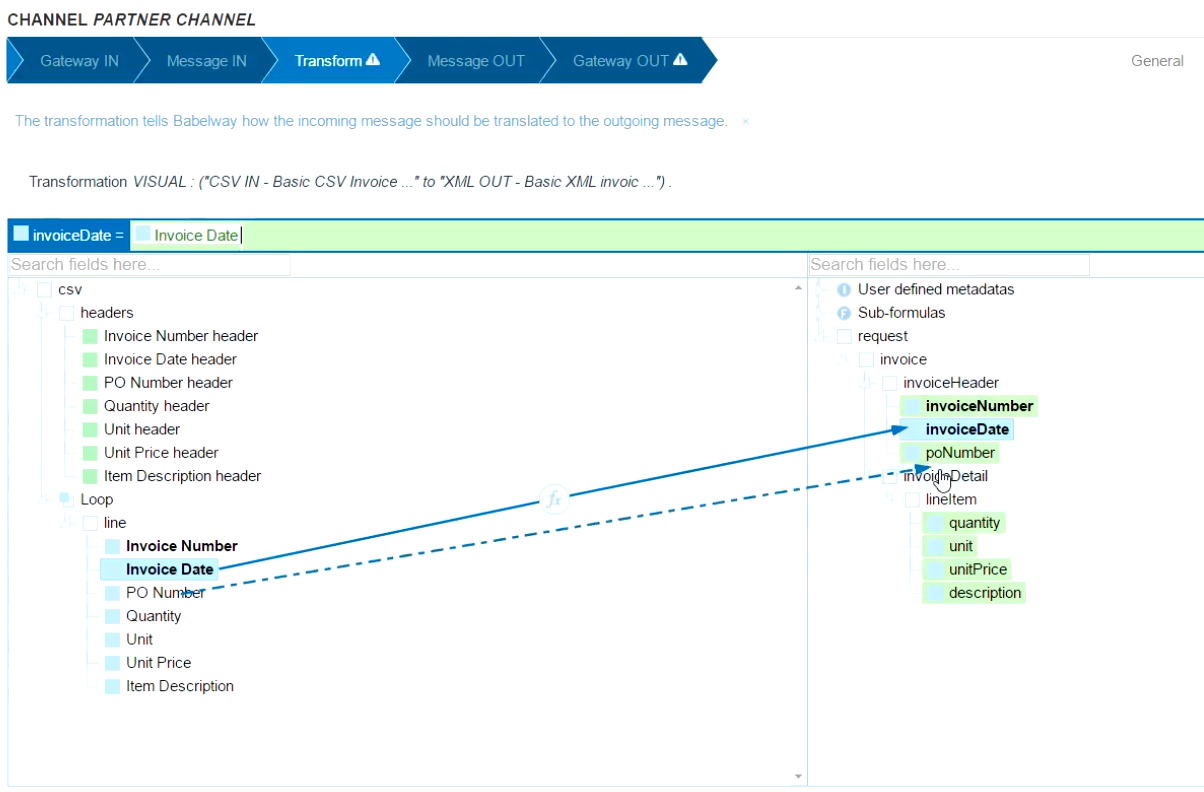 CHANNEL PARTNER CHANNEL
Gateway IN
Message IN
Transform
Message OUT
Gateway OUT
General
The transformation tells Babelway how the incoming message should be translated to the outgoing message. ×
Transformation VISUAL : ("CSV IN - Basic CSV Invoice ..." to "XML OUT - Basic XML invoic ...") .
invoiceDate = Invoice Date
Search fields here...
csv
headers
Invoice Number header
Invoice Date header
PO Number header
Quantity header
Unit header
Unit Price header
Item Description header
Loop
line
Invoice Number
Invoice Date
PO Number
Quantity
Unit
Unit Price
Item Description
fx
Search fields here...
I User defined metadatas
F Sub-formulas
request
invoice
invoiceHeader
invoiceNumber
invoiceDate
poNumber
invoiceDetail
lineItem
quantity
unit
unitPrice
description